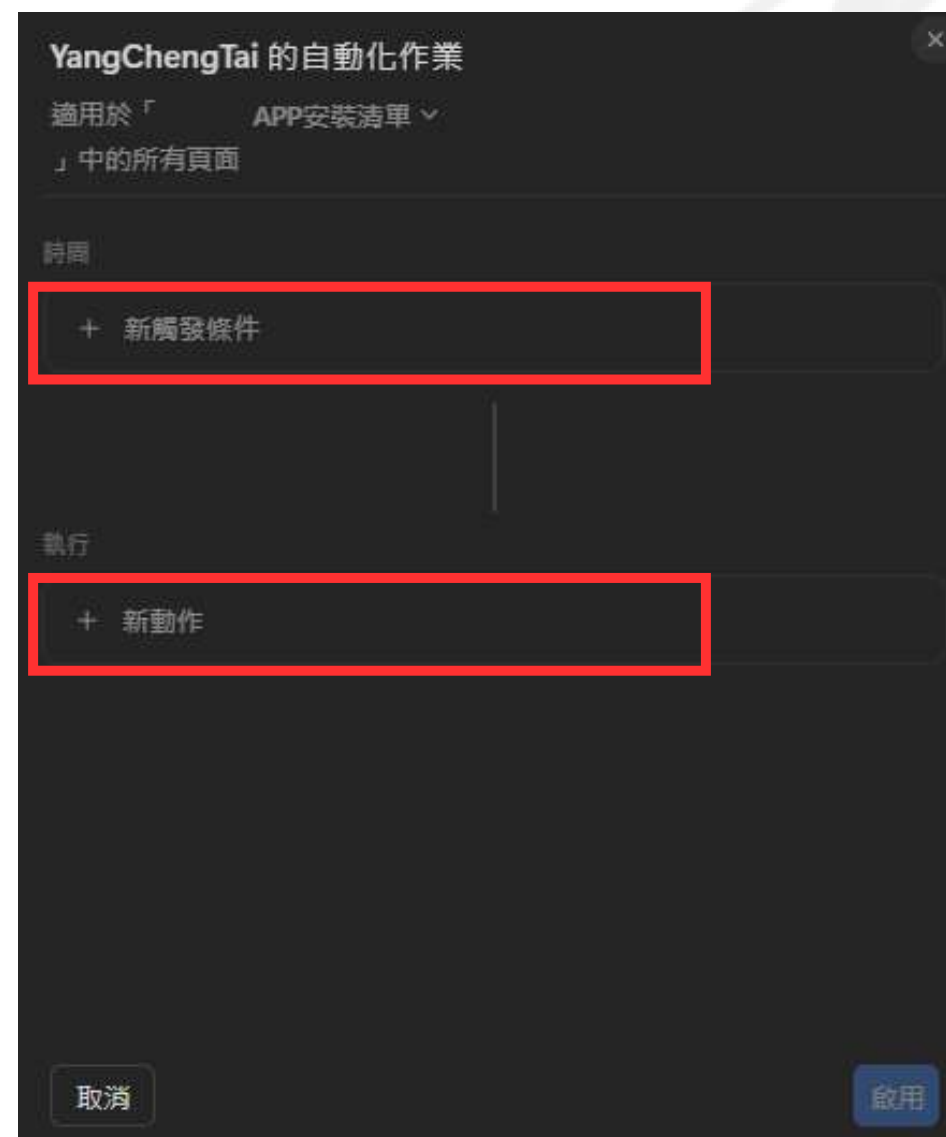 YangChengTai 的自動化作業
適用於「 APP安裝清單
」中的所有頁面
時間
+ 新觸發條件
執行
+ 新動作
取消
啟用